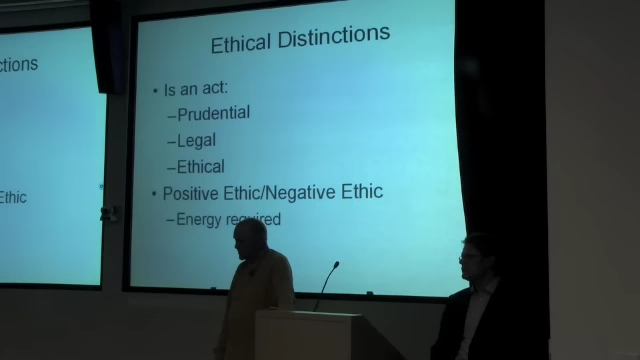 ctions
Ethic
Ethical Distinctions
• Is an act:
–Prudential
–Legal
–Ethical
• Positive Ethic/Negative Ethic
–Energy required